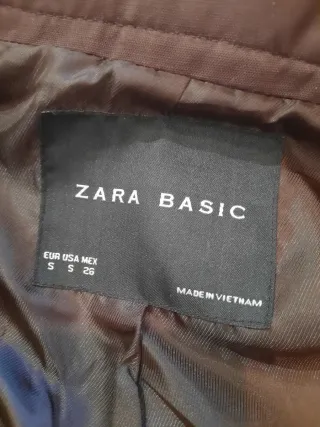 ZARA BASIC
EUR USA MEX
S S 26
MADE IN VIETNAM